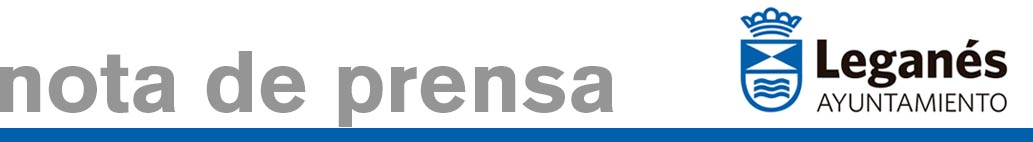 nota de prensa
Leganés
AYUNTAMIENTO